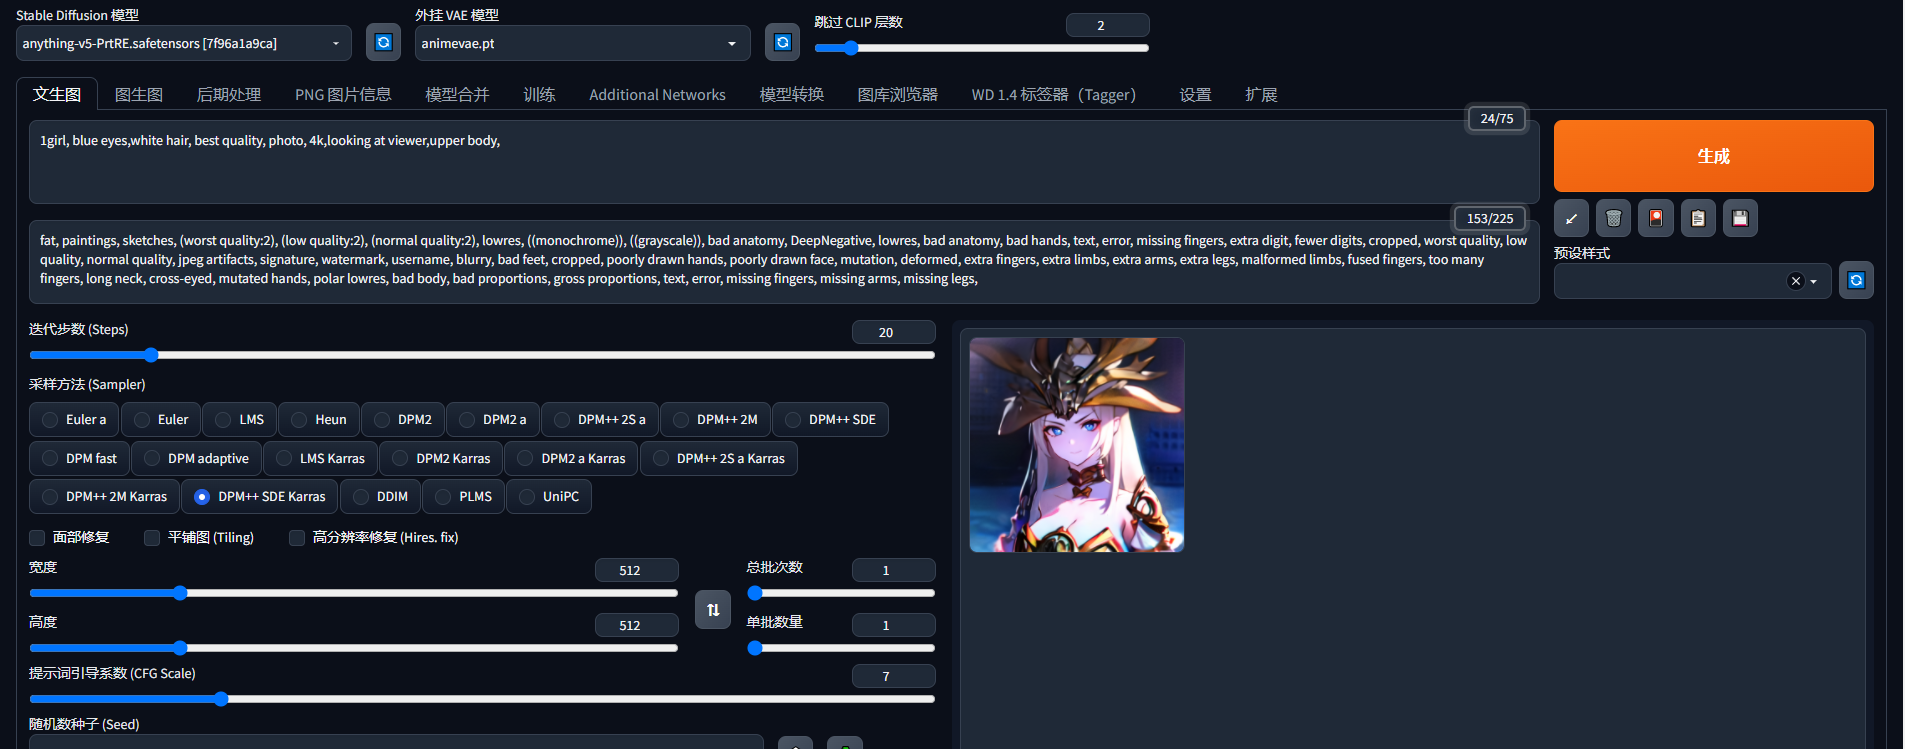 Stable Diffusion 模型
外挂 VAE 模型
跳过 CLIP 层数
2
anything-v5-PrtRE.safetensors [7f96a1a9ca]
animevae.pt
文生图
图生图
后期处理
PNG 图片信息
模型合并
训练
Additional Networks
模型转换
图库浏览器
WD 1.4 标签器（Tagger）
设置
扩展
24/75
1girl, blue eyes,white hair, best quality, photo, 4k,looking at viewer,upper body,
生成
153/225
fat, paintings, sketches, (worst quality:2), (low quality:2), (normal quality:2), lowres, ((monochrome)), ((grayscale)), bad anatomy, DeepNegative, lowres, bad anatomy, bad hands, text, error, missing fingers, extra digit, fewer digits, cropped, worst quality, low
quality, normal quality, jpeg artifacts, signature, watermark, username, blurry, bad feet, cropped, poorly drawn hands, poorly drawn face, mutation, deformed, extra fingers, extra limbs, extra arms, extra legs, malformed limbs, fused fingers, too many
fingers, long neck, cross-eyed, mutated hands, polar lowres, bad body, bad proportions, gross proportions, text, error, missing fingers, missing arms, missing legs,
预设样式
迭代步数 (Steps)
20
采样方法 (Sampler)
Euler a
Euler
LMS
Heun
DPM2
DPM2 a
DPM++ 2S a
DPM++ 2M
DPM++ SDE
DPM fast
DPM adaptive
LMS Karras
DPM2 Karras
DPM2 a Karras
DPM++ 2S a Karras
DPM++ 2M Karras
DPM++ SDE Karras
DDIM
PLMS
UniPC
面部修复
平铺图 (Tiling)
高分辨率修复 (Hires. fix)
宽度
512
总批次数
1
高度
512
单批数量
1
提示词引导系数 (CFG Scale)
7
随机数种子 (Seed)